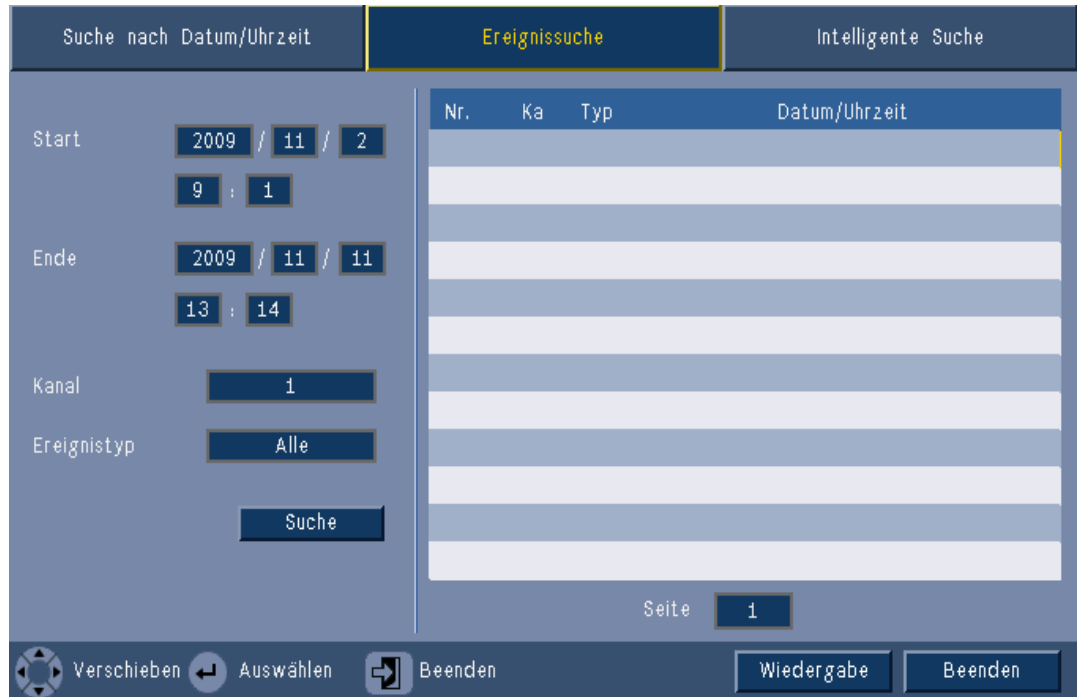 Suche nach Datum/Uhrzeit Ereignissuche Intelligente Suche
Nr. Ka Typ Datum/Uhrzeit
Start 2009 / 11 / 2
9 : 1
Ende 2009 / 11 / 11
13 : 14
Kanal 1
Ereignistyp Alle
Suche
Seite 1
Verschieben Auswählen Beenden Wiedergabe Beenden